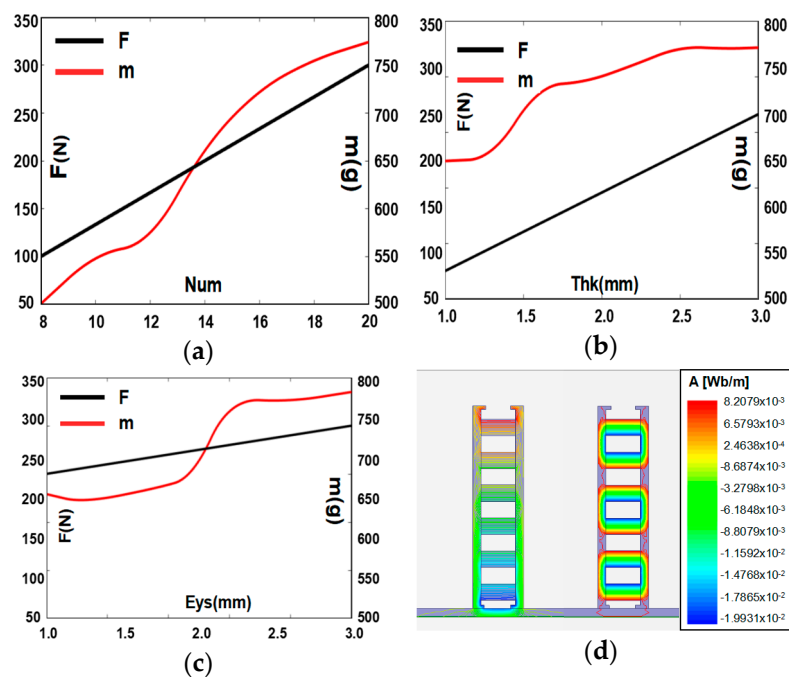 F
m
350
300
250
200
150
100
50
F(N)
800
750
700
650
600
550
500
m(g)
Num
8 10 12 14 16 18 20
(a)
F
m
350
300
250
200
150
100
50
F(N)
800
750
700
650
600
550
500
m(g)
Thk(mm)
1.0 1.5 2.0 2.5 3.0
(b)
F
m
350
300
250
200
150
100
50
F(N)
800
750
700
650
600
550
500
m(g)
Eys(mm)
1.0 1.5 2.0 2.5 3.0
(c)
A [Wb/m]
8.2079x10-3
6.5793x10-3
2.4638x10-4
-8.6874x10-3
-3.2798x10-3
-6.1848x10-3
-8.8079x10-3
-1.1592x10-2
-1.4768x10-2
-1.7865x10-2
-1.9931x10-2
(d)